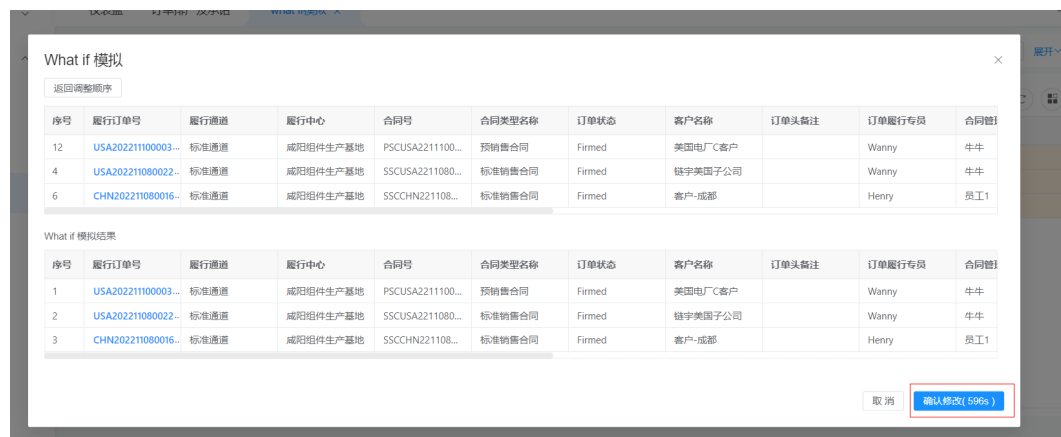 What if 模拟
展开
返回调整顺序
序号 履行订单号 履行通道 履行中心 合同号 合同类型名称 订单状态 客户名称 订单头备注 订单履行专员 合同管理
12 USA202211100003... 标准通道 咸阳组件生产基地 PSCUSA2211100... 预销售合同 Firmed 美国电厂C客户 Wanny 牛牛
4 USA202211080022... 标准通道 咸阳组件生产基地 SSCUSA2211080... 标准销售合同 Firmed 链宇美国子公司 Wanny 牛牛
6 CHN202211080016... 标准通道 咸阳组件生产基地 SSCCHN221108... 标准销售合同 Firmed 客户-成都 Henry 员工1
What if 模拟结果
序号 履行订单号 履行通道 履行中心 合同号 合同类型名称 订单状态 客户名称 订单头备注 订单履行专员 合同管理
1 USA202211100003... 标准通道 咸阳组件生产基地 PSCUSA2211100... 预销售合同 Firmed 美国电厂C客户 Wanny 牛牛
2 USA202211080022... 标准通道 咸阳组件生产基地 SSCUSA2211080... 标准销售合同 Firmed 链宇美国子公司 Wanny 牛牛
3 CHN202211080016... 标准通道 咸阳组件生产基地 SSCCHN221108... 标准销售合同 Firmed 客户-成都 Henry 员工1
取 消 确认修改( 596s )